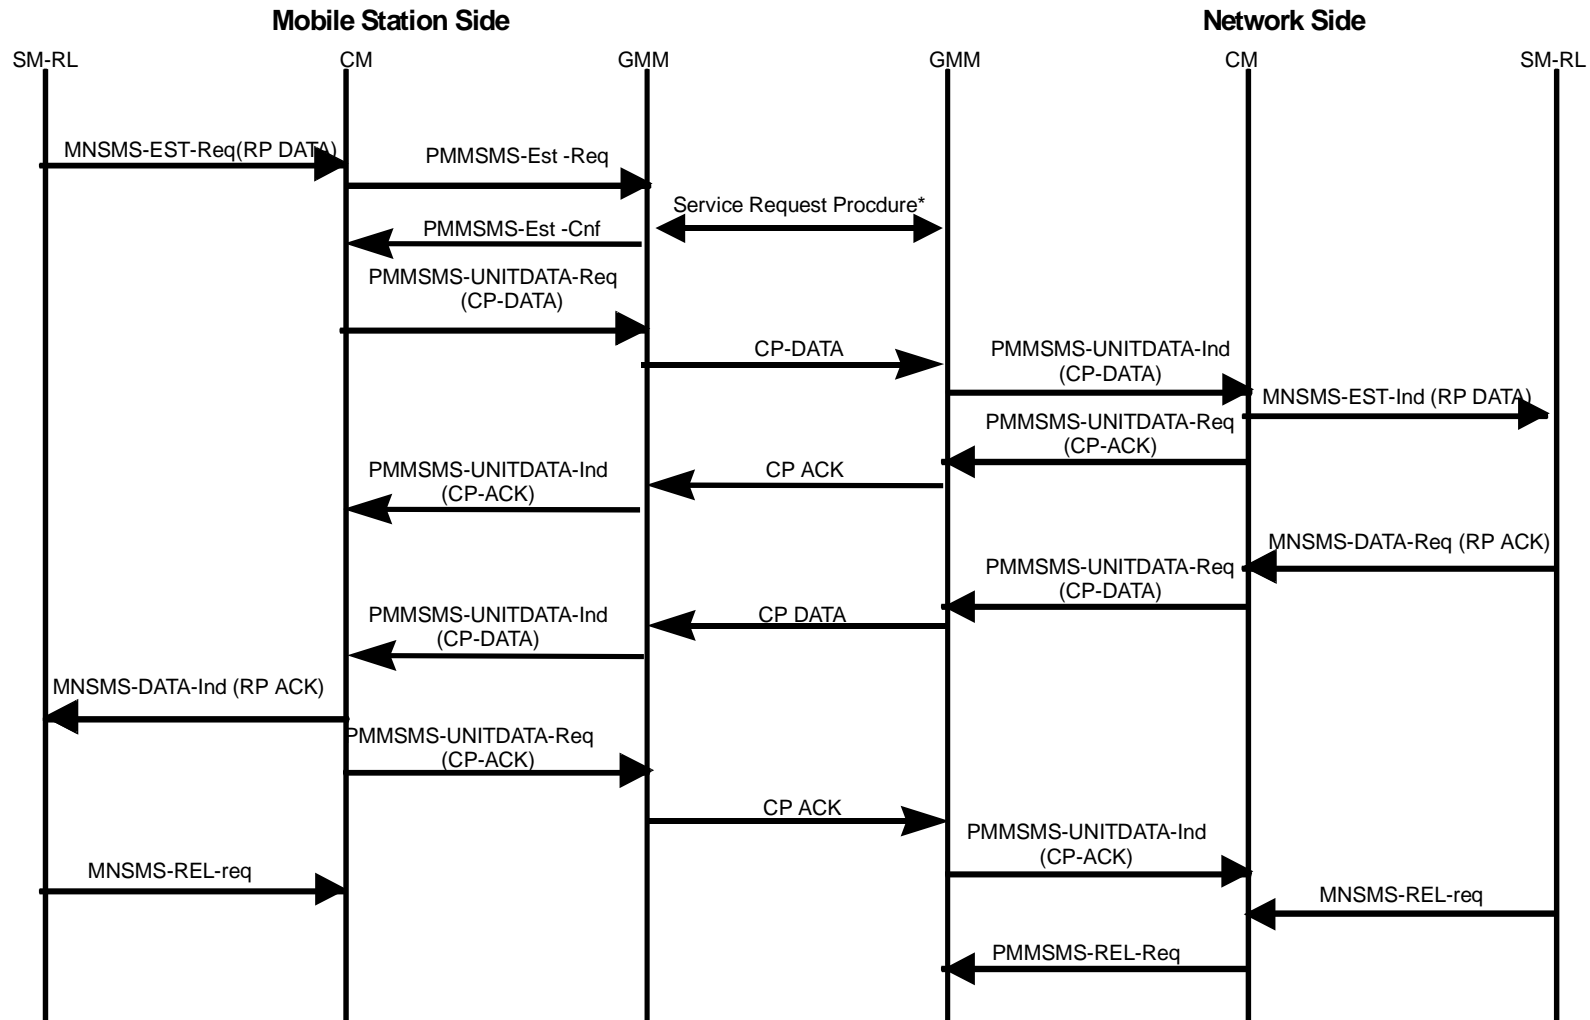 Mobile Station Side
Network Side
SM-RL
CM
GMM
GMM
CM
SM-RL
MNSMS-EST-Req(RP DATA)
PMMSMS-Est -Req
Service Request Procdure*
PMMSMS-Est -Cnf
PMMSMS-UNITDATA-Req
(CP-DATA)
CP-DATA
PMMSMS-UNITDATA-Ind
(CP-DATA)
MNSMS-EST-Ind (RP DATA)
PMMSMS-UNITDATA-Req
(CP-ACK)
CP ACK
PMMSMS-UNITDATA-Ind
(CP-ACK)
MNSMS-DATA-Req (RP ACK)
PMMSMS-UNITDATA-Req
(CP-DATA)
CP DATA
PMMSMS-UNITDATA-Ind
(CP-DATA)
MNSMS-DATA-Ind (RP ACK)
PMMSMS-UNITDATA-Req
(CP-ACK)
CP ACK
PMMSMS-UNITDATA-Ind
(CP-ACK)
MNSMS-REL-req
MNSMS-REL-req
PMMSMS-REL-Req